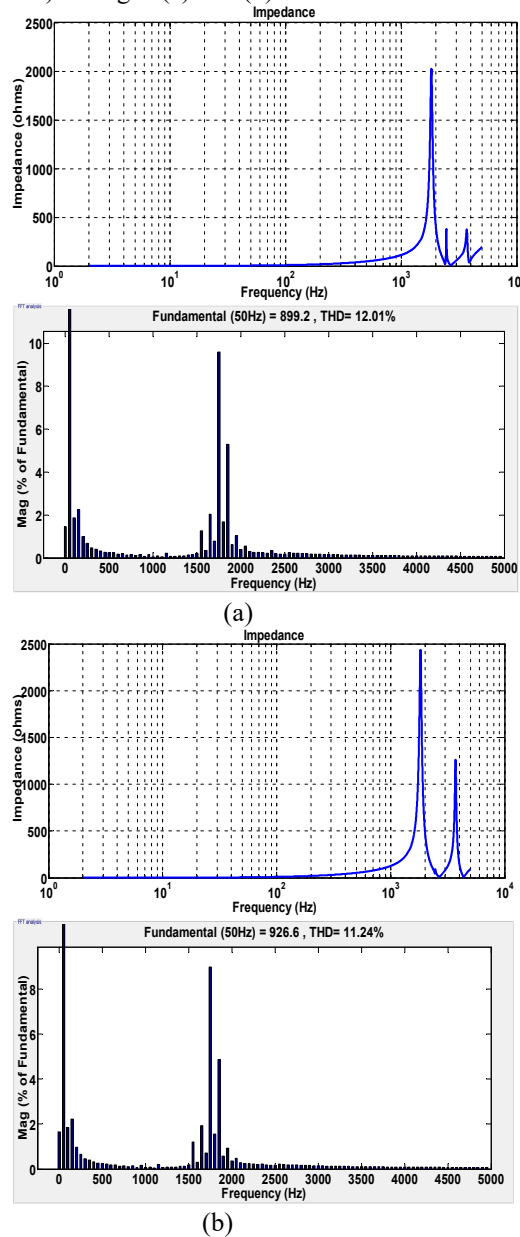 Impedance
2500
2000
1500
1000
500
0
Impedance (ohms)
10^0 10^1 10^2 10^3 10
Frequency (Hz)
FFT analysis
Fundamental (50Hz) = 899.2 , THD= 12.01%
10
8
6
4
2
0
Mag (% of Fundamental)
0 500 1000 1500 2000 2500 3000 3500 4000 4500 5000
Frequency (Hz)
(a)
Impedance
2500
2000
1500
1000
500
0
Impedance (ohms)
10^0 10^1 10^2 10^3 10^4
Frequency (Hz)
FFT analysis
Fundamental (50Hz) = 926.6 , THD= 11.24%
8
6
4
2
0
Mag (% of Fundamental)
0 500 1000 1500 2000 2500 3000 3500 4000 4500 5000
Frequency (Hz)
(b)